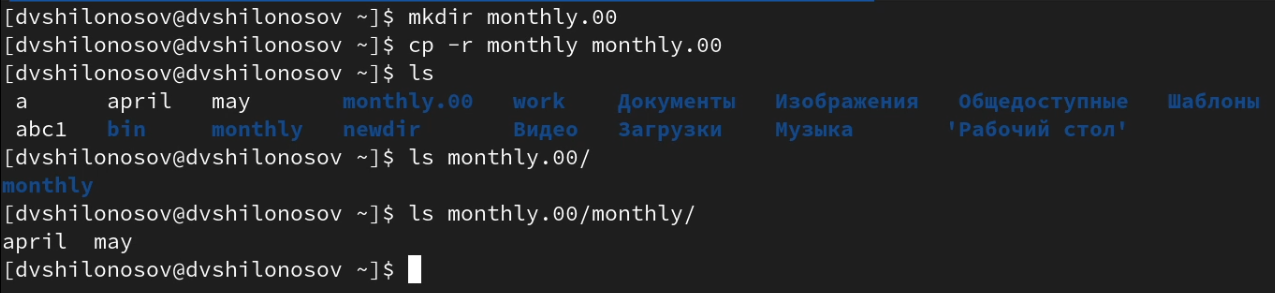 [dvshilonosov@dvshilonosov ~]$ mkdir monthly.00
[dvshilonosov@dvshilonosov ~]$ cp -r monthly monthly.00
[dvshilonosov@dvshilonosov ~]$ ls
a april may monthly.00 work Документы Изображения Общедоступные Шаблоны
abc1 bin monthly newdir Видео Загрузки Музыка 'Рабочий стол'
[dvshilonosov@dvshilonosov ~]$ ls monthly.00/
monthly
[dvshilonosov@dvshilonosov ~]$ ls monthly.00/monthly/
april may
[dvshilonosov@dvshilonosov ~]$